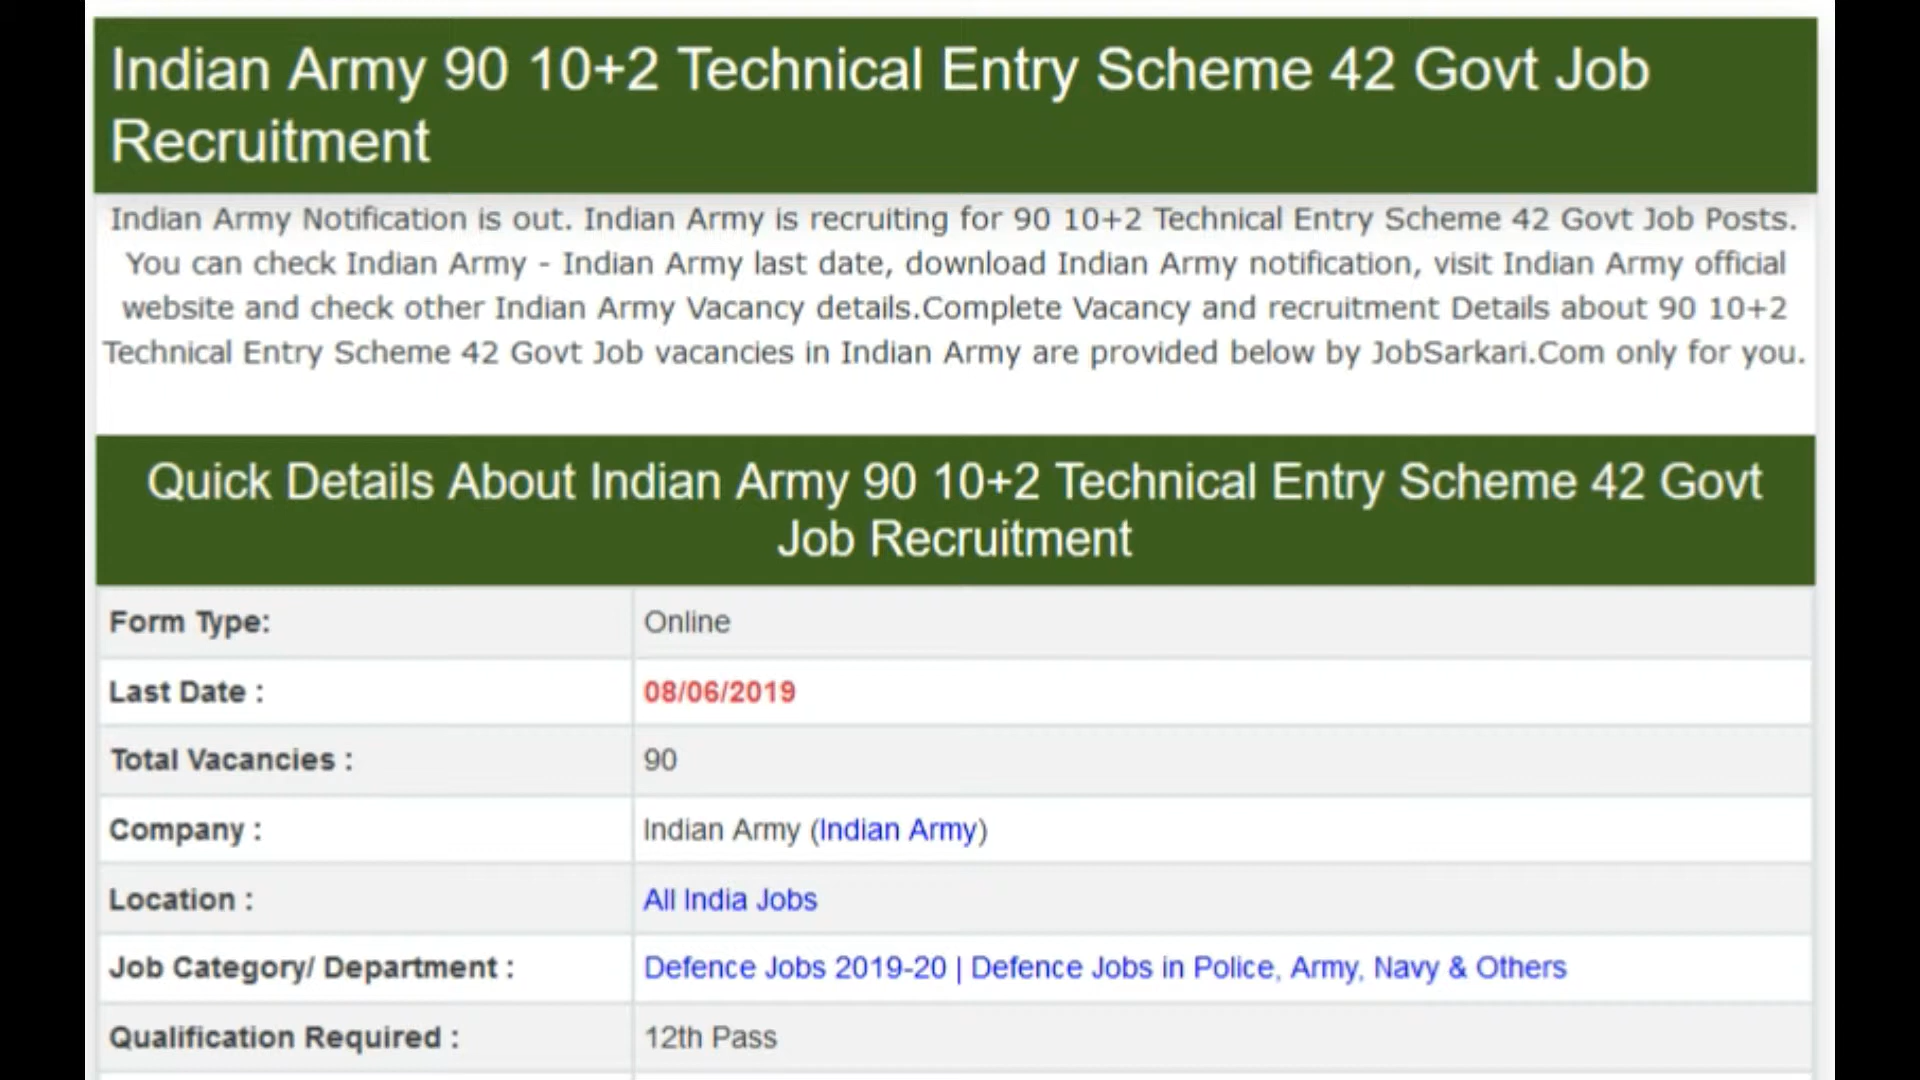 Indian Army 90 10+2 Technical Entry Scheme 42 Govt Job
Recruitment
Indian Army Notification is out. Indian Army is recruiting for 90 10+2 Technical Entry Scheme 42 Govt Job Posts.
You can check Indian Army - Indian Army last date, download Indian Army notification, visit Indian Army official
website and check other Indian Army Vacancy details.Complete Vacancy and recruitment Details about 90 10+2
Technical Entry Scheme 42 Govt Job vacancies in Indian Army are provided below by JobSarkari.Com only for you.
Quick Details About Indian Army 90 10+2 Technical Entry Scheme 42 Govt
Job Recruitment
Form Type: Online
Last Date : 08/06/2019
Total Vacancies : 90
Company : Indian Army (Indian Army)
Location : All India Jobs
Job Category/ Department : Defence Jobs 2019-20 | Defence Jobs in Police, Army, Navy & Others
Qualification Required : 12th Pass